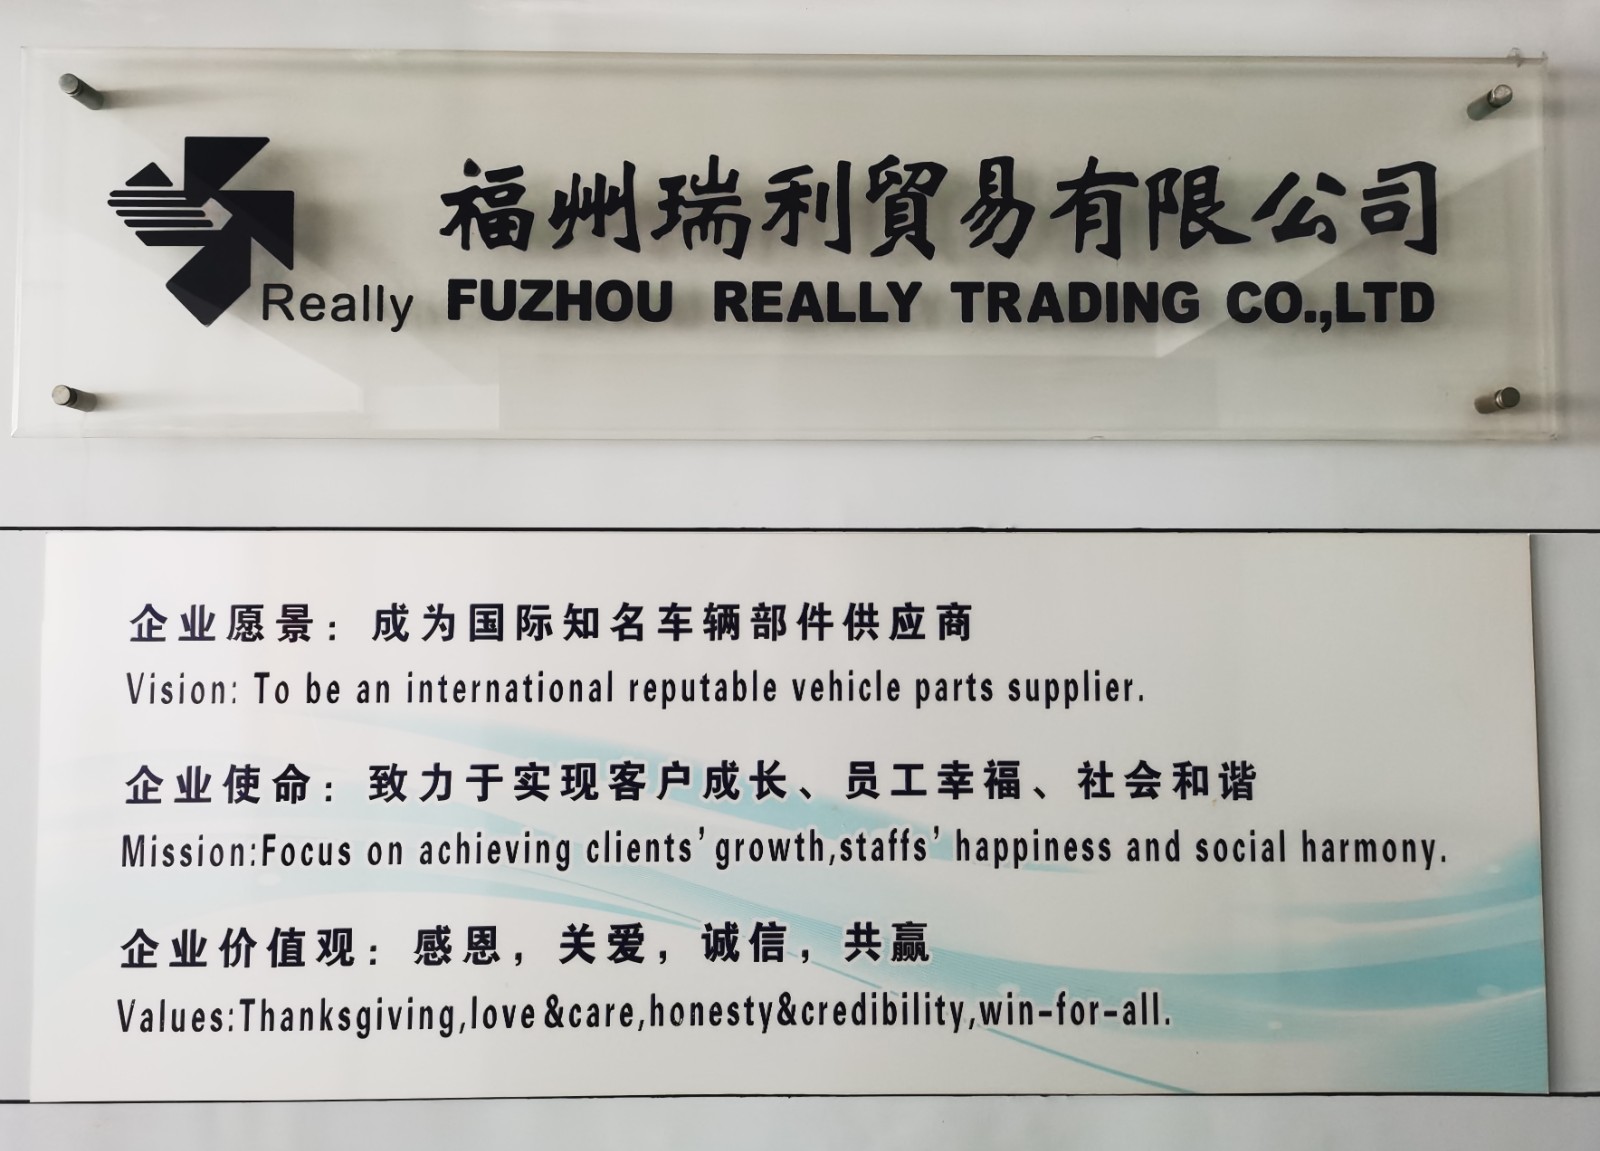 福州瑞利貿易有限公司
Really FUZHOU REALLY TRADING CO.,LTD
企业愿景：成为国际知名车辆部件供应商
Vision: To be an international reputable vehicle parts supplier.
企业使命：致力于实现客户成长、员工幸福、社会和谐
Mission:Focus on achieving clients' growth,staffs' happiness and social harmony.
企业价值观：感恩，关爱，诚信，共赢
Values:Thanksgiving,love&care,honesty&credibility,win-for-all.